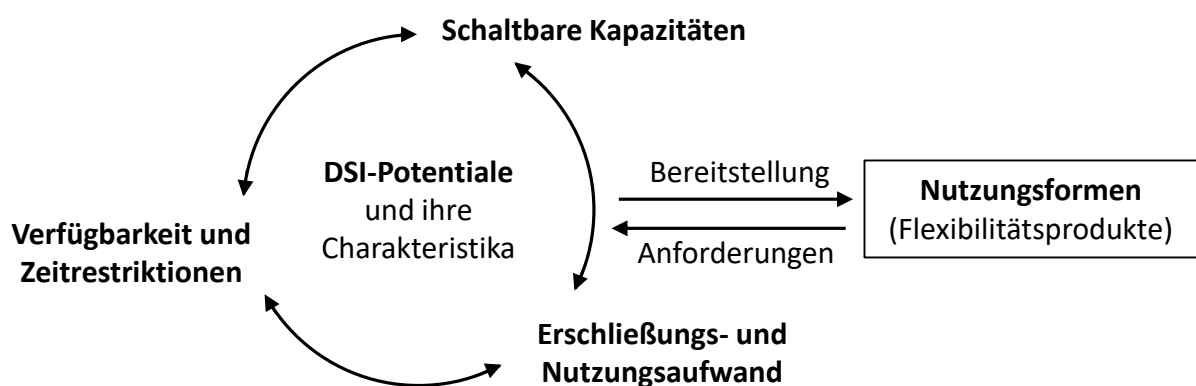 Schaltbare Kapazitäten
DSI-Potentiale
und ihre
Charakteristika
Verfügbarkeit und
Zeitrestriktionen
Erschließungs- und
Nutzungsaufwand
Bereitstellung
Anforderungen
Nutzungsformen
(Flexibilitätsprodukte)